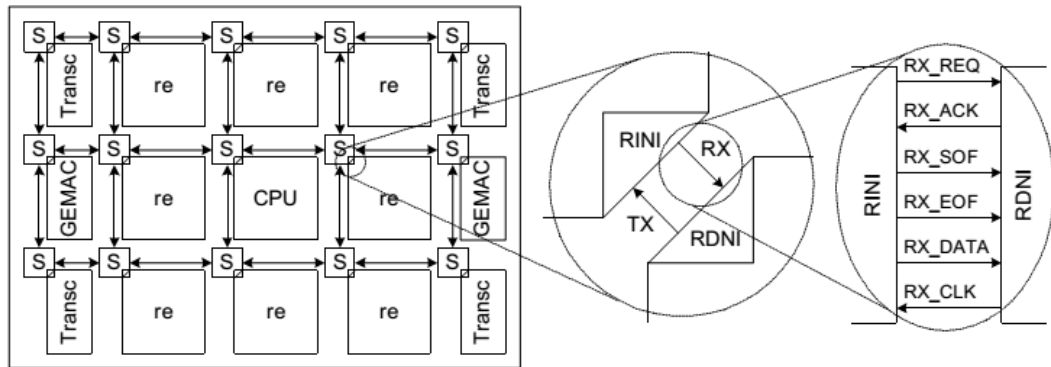 S S S S S
Transc re re re Transc
S S S S S
GEMAC re CPU re GEMAC
S S S S S
Transc re re re Transc
RINI RX
TX RDNI
RINI RDNI
RX_REQ
RX_ACK
RX_SOF
RX_EOF
RX_DATA
RX_CLK